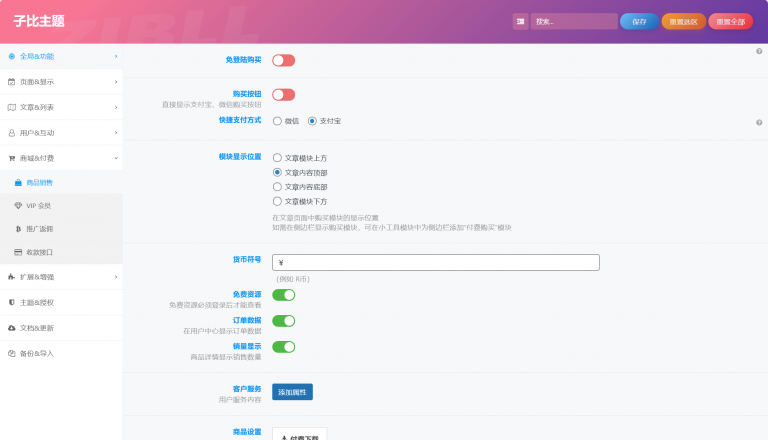 子比主题
ZIBLL
搜索...
保存
重置选区
重置全部
全局&功能
页面&显示
文章&列表
用户&互动
商城&付费
商品销售
VIP 会员
推广返佣
收款接口
扩展&增强
主题&授权
文档&更新
备份&导入
免登陆购买
购买按钮
直接显示支付宝、微信购买按钮
快捷支付方式
微信
支付宝
模块显示位置
文章模块上方
文章内容顶部
文章内容底部
文章模块下方
在文章页面中购买模块的显示位置
如需在侧边栏显示购买模块，可在小工具模块中为侧边栏添加"付费购买"模块
货币符号
￥
（例如 R币）
免费资源
免费资源必须登录后才能查看
订单数据
在用户中心显示订单数据
销量显示
商品详情显示销售数量
客户服务
用户服务内容
添加属性
商品设置
付费下载